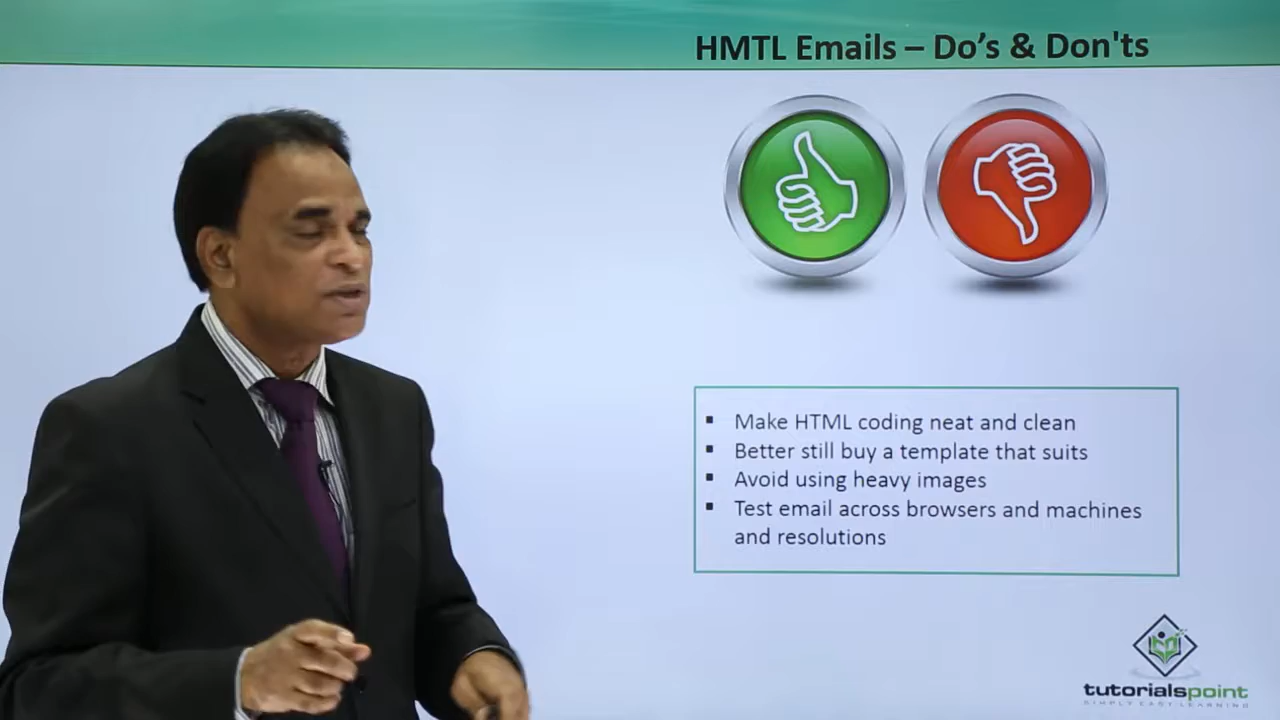 HMTL Emails – Do’s & Don'ts
Make HTML coding neat and clean
Better still buy a template that suits
Avoid using heavy images
Test email across browsers and machines
and resolutions
tutorialspoint
SIMPLY EASY LEARNING